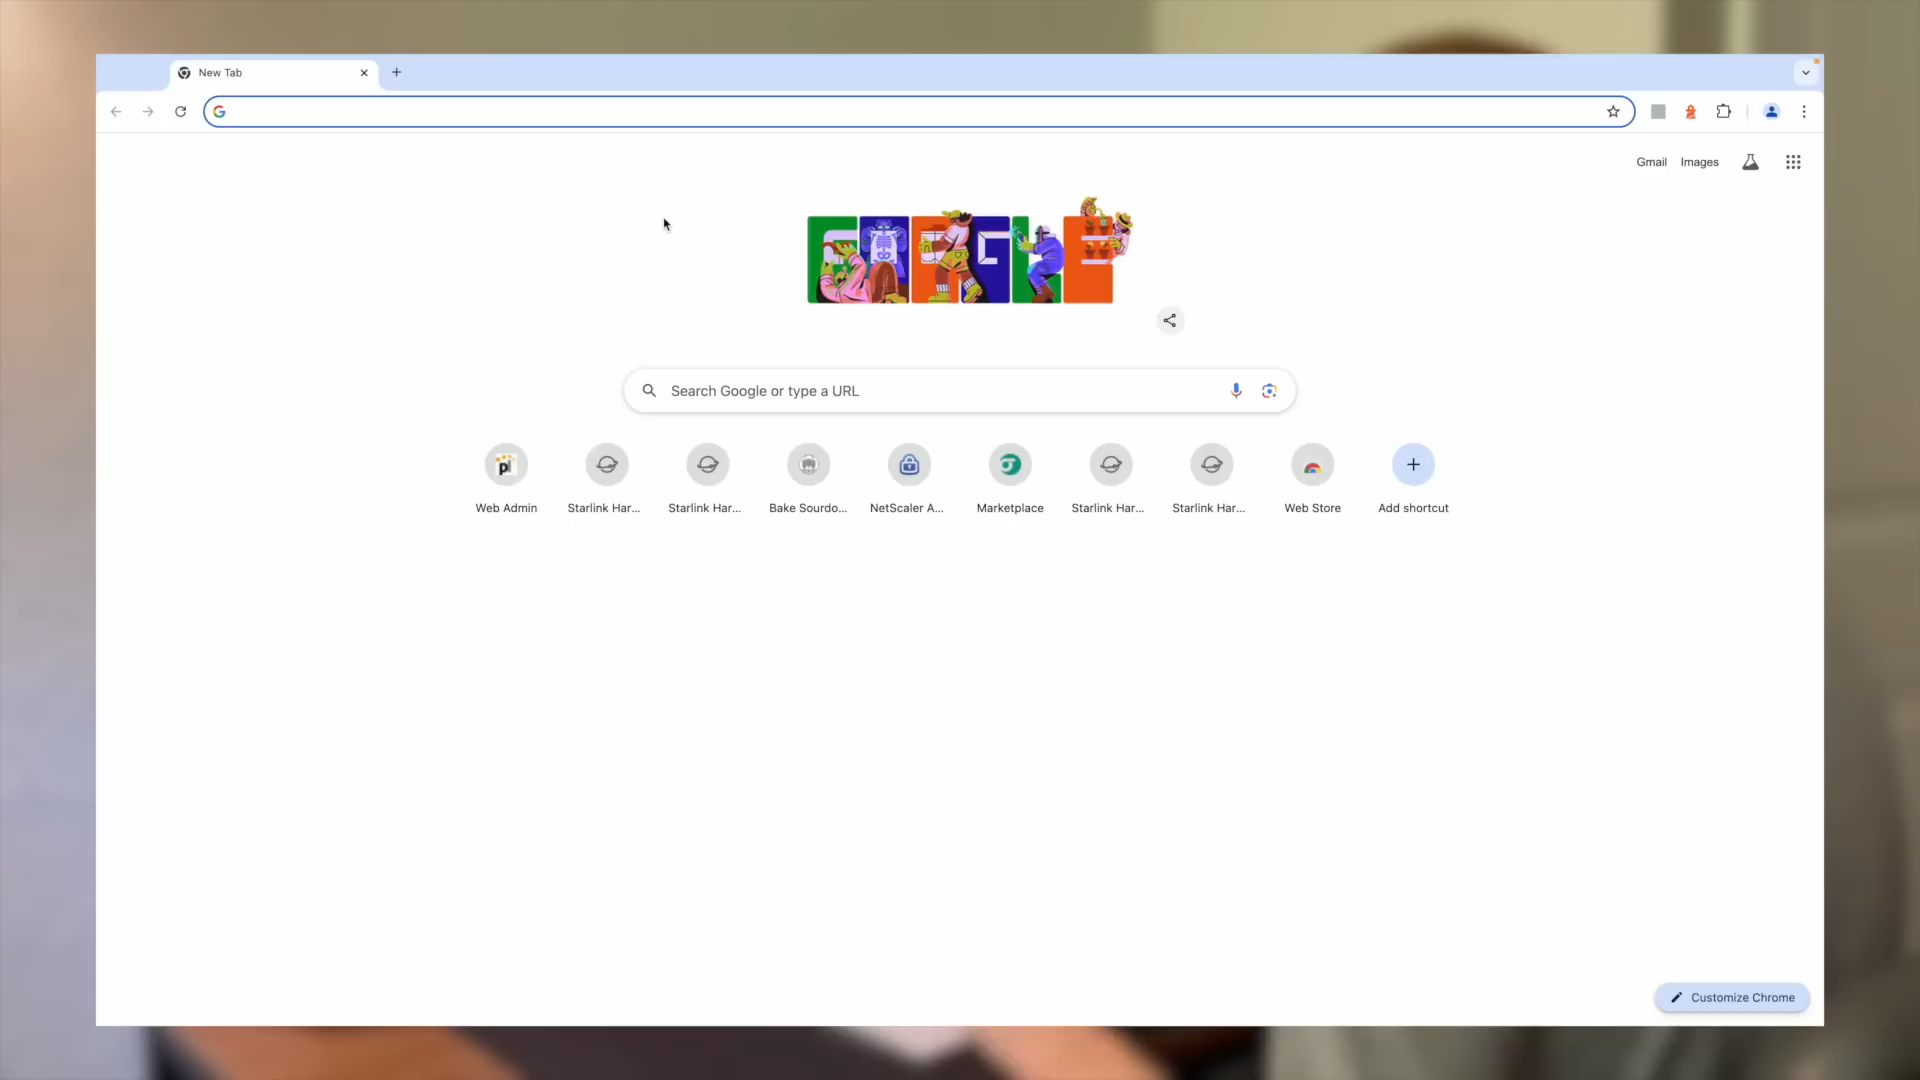 New Tab
Gmail Images
Search Google or type a URL
Web Admin
Starlink Har...
Starlink Har...
Bake Sourdo...
NetScaler A...
Marketplace
Starlink Har...
Starlink Har...
Web Store
Add shortcut
Customize Chrome